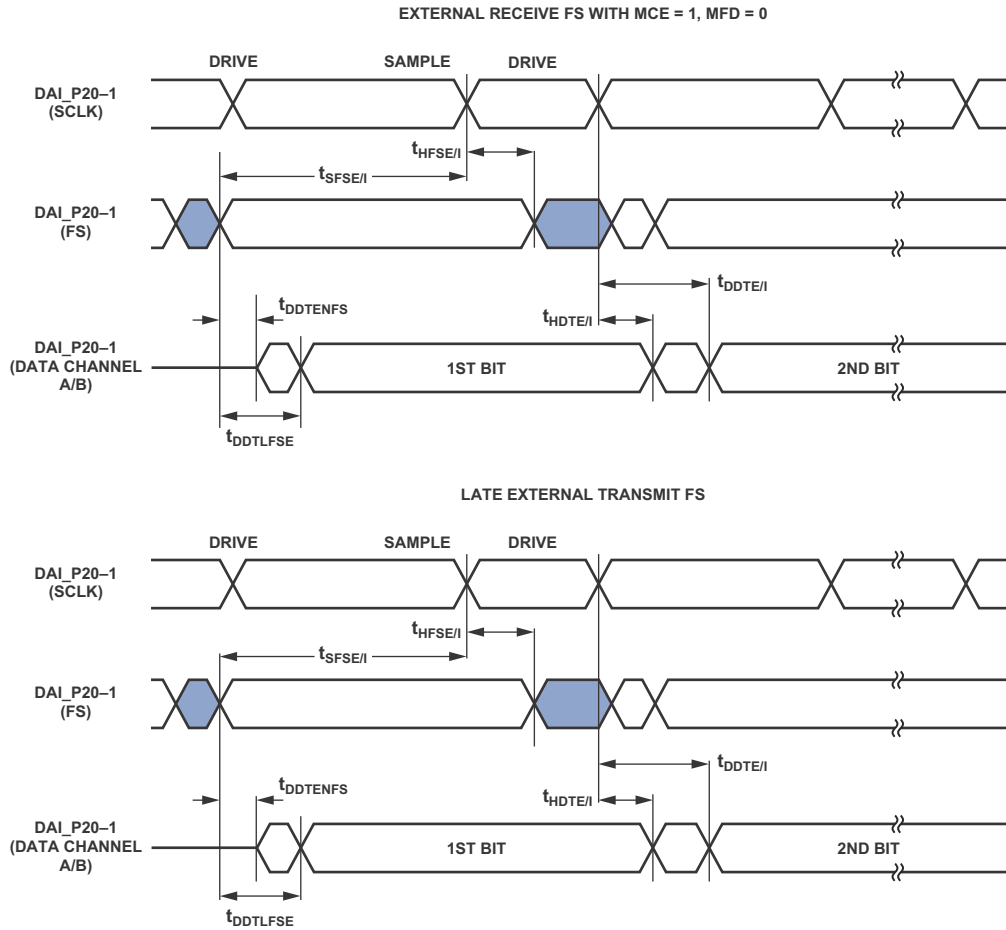 EXTERNAL RECEIVE FS WITH MCE = 1, MFD = 0
DRIVE
SAMPLE
DRIVE
DAI_P20–1
(SCLK)
tHFSE/I
tSFSE/I
DAI_P20–1
(FS)
tDDTE/I
tDDTENFS
tHDTE/I
DAI_P20–1
(DATA CHANNEL
A/B)
1ST BIT
2ND BIT
tDDTLFSE
LATE EXTERNAL TRANSMIT FS
DRIVE
SAMPLE
DRIVE
DAI_P20–1
(SCLK)
tHFSE/I
tSFSE/I
DAI_P20–1
(FS)
tDDTE/I
tDDTENFS
tHDTE/I
DAI_P20–1
(DATA CHANNEL
A/B)
1ST BIT
2ND BIT
tDDTLFSE